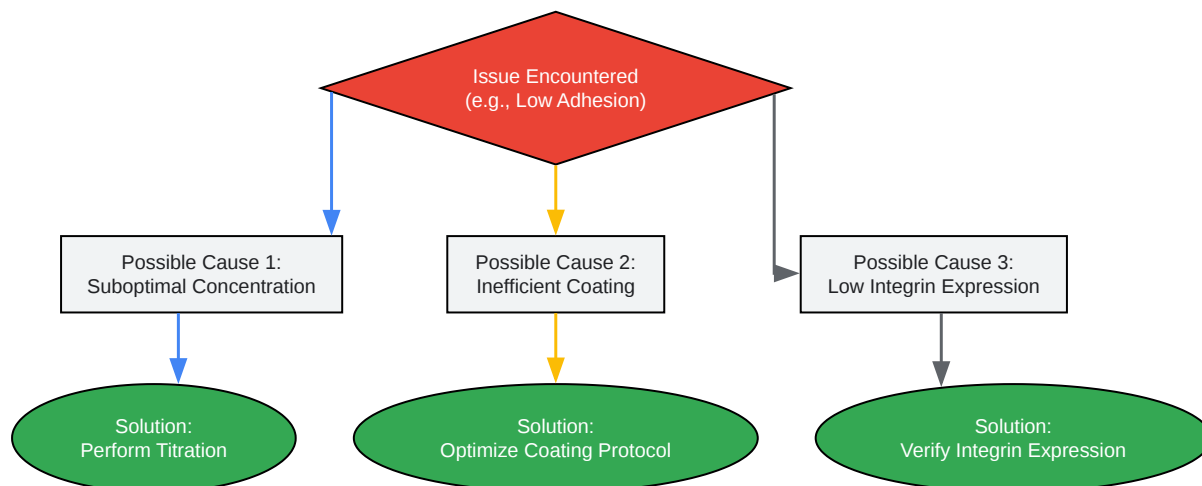 Issue Encountered
(e.g., Low Adhesion)
Possible Cause 1:
Suboptimal Concentration
Possible Cause 2:
Inefficient Coating
Possible Cause 3:
Low Integrin Expression
Solution:
Perform Titration
Solution:
Optimize Coating Protocol
Solution:
Verify Integrin Expression